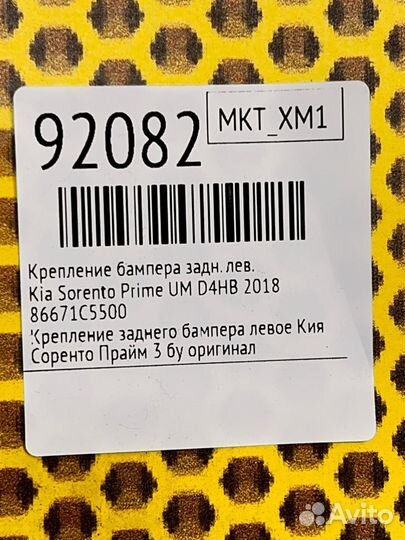 92082
MKT_XM1
Крепление бампера задн. лев.
Kia Sorento Prime UM D4HB 2018
86671C5500
Крепление заднего бампера левое Кия
Соренто Прайм 3 бу оригинал
Avito